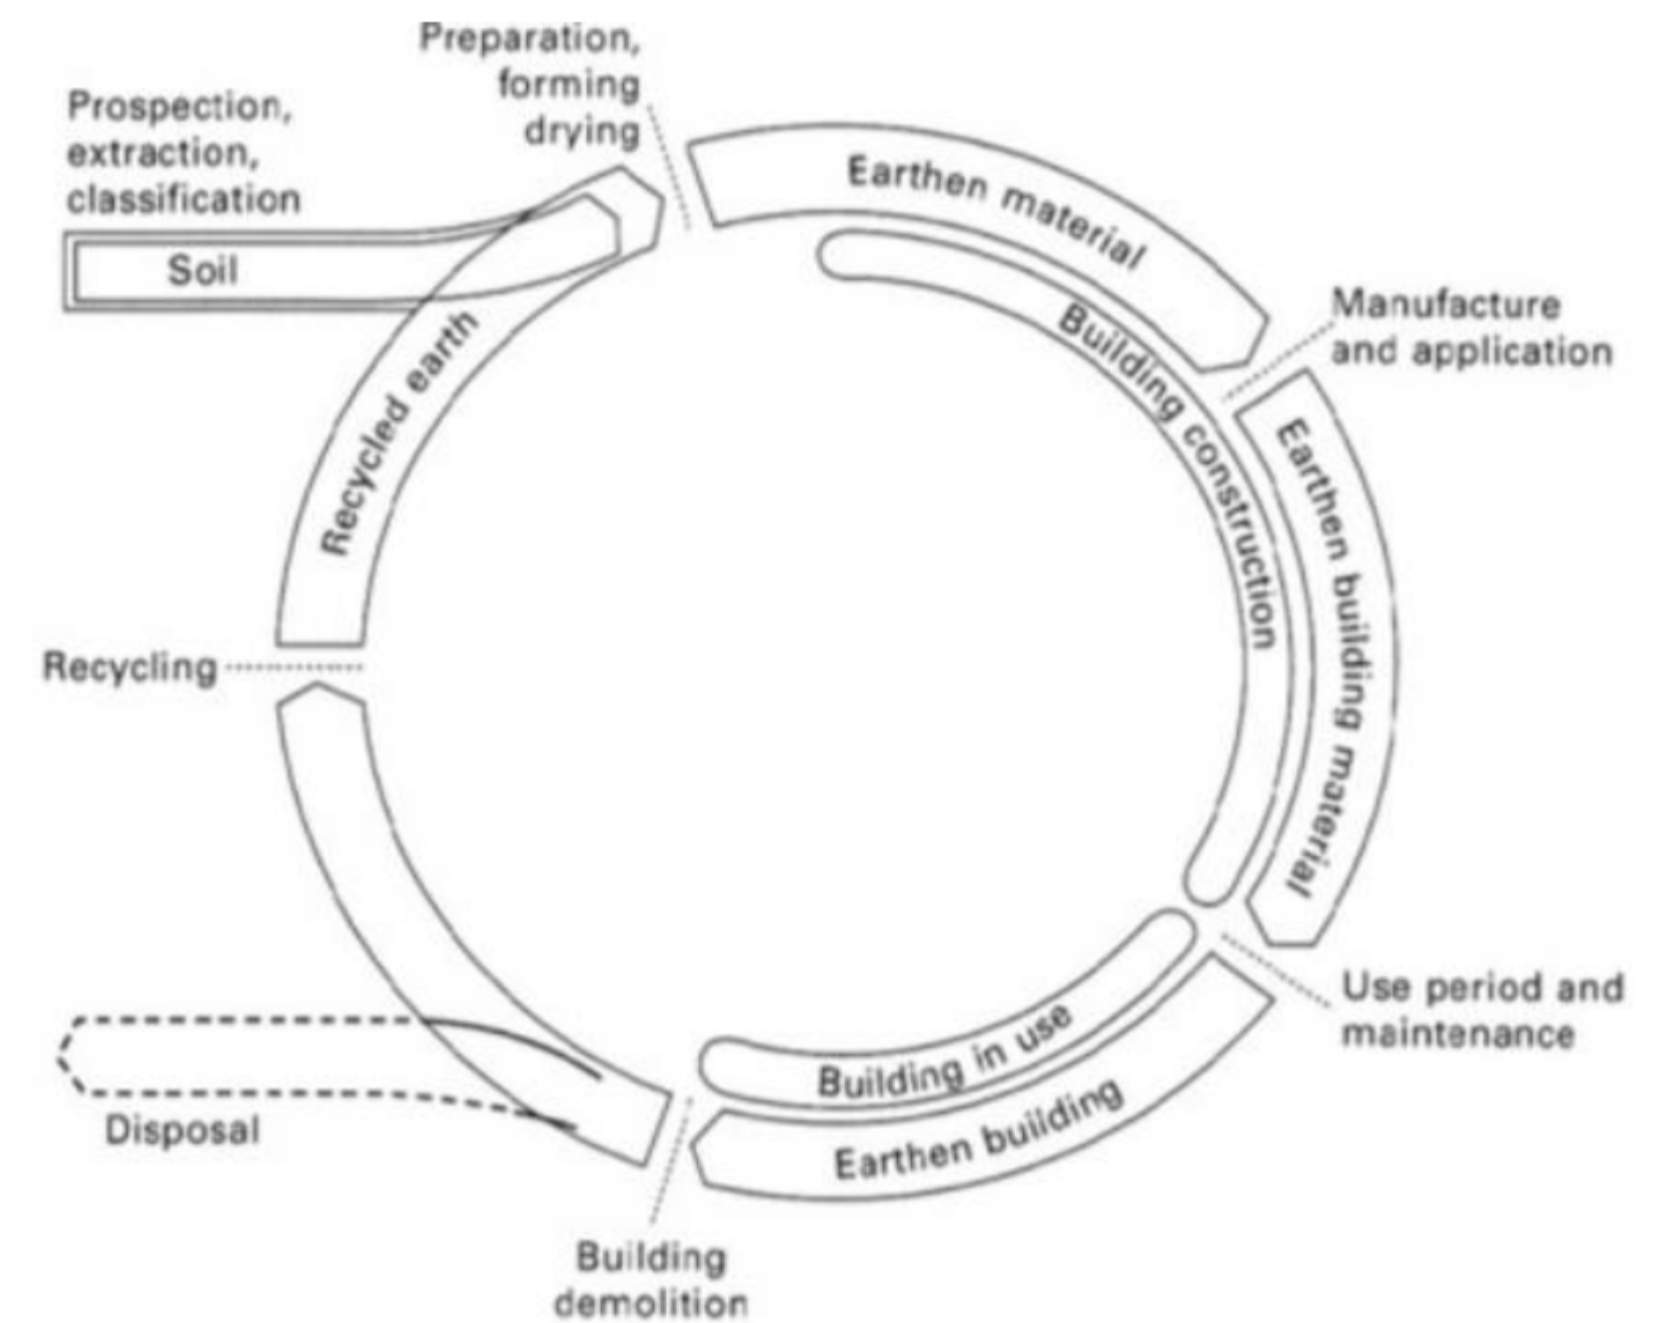 Preparation,
forming
drying
Prospection,
extraction,
classification
Soil
Earthen material
Building construction
Manufacture
and application
Earthen building material
Recycled earth
Recycling
Use period and
maintenance
Building in use
Earthen building
Disposal
Building
demolition